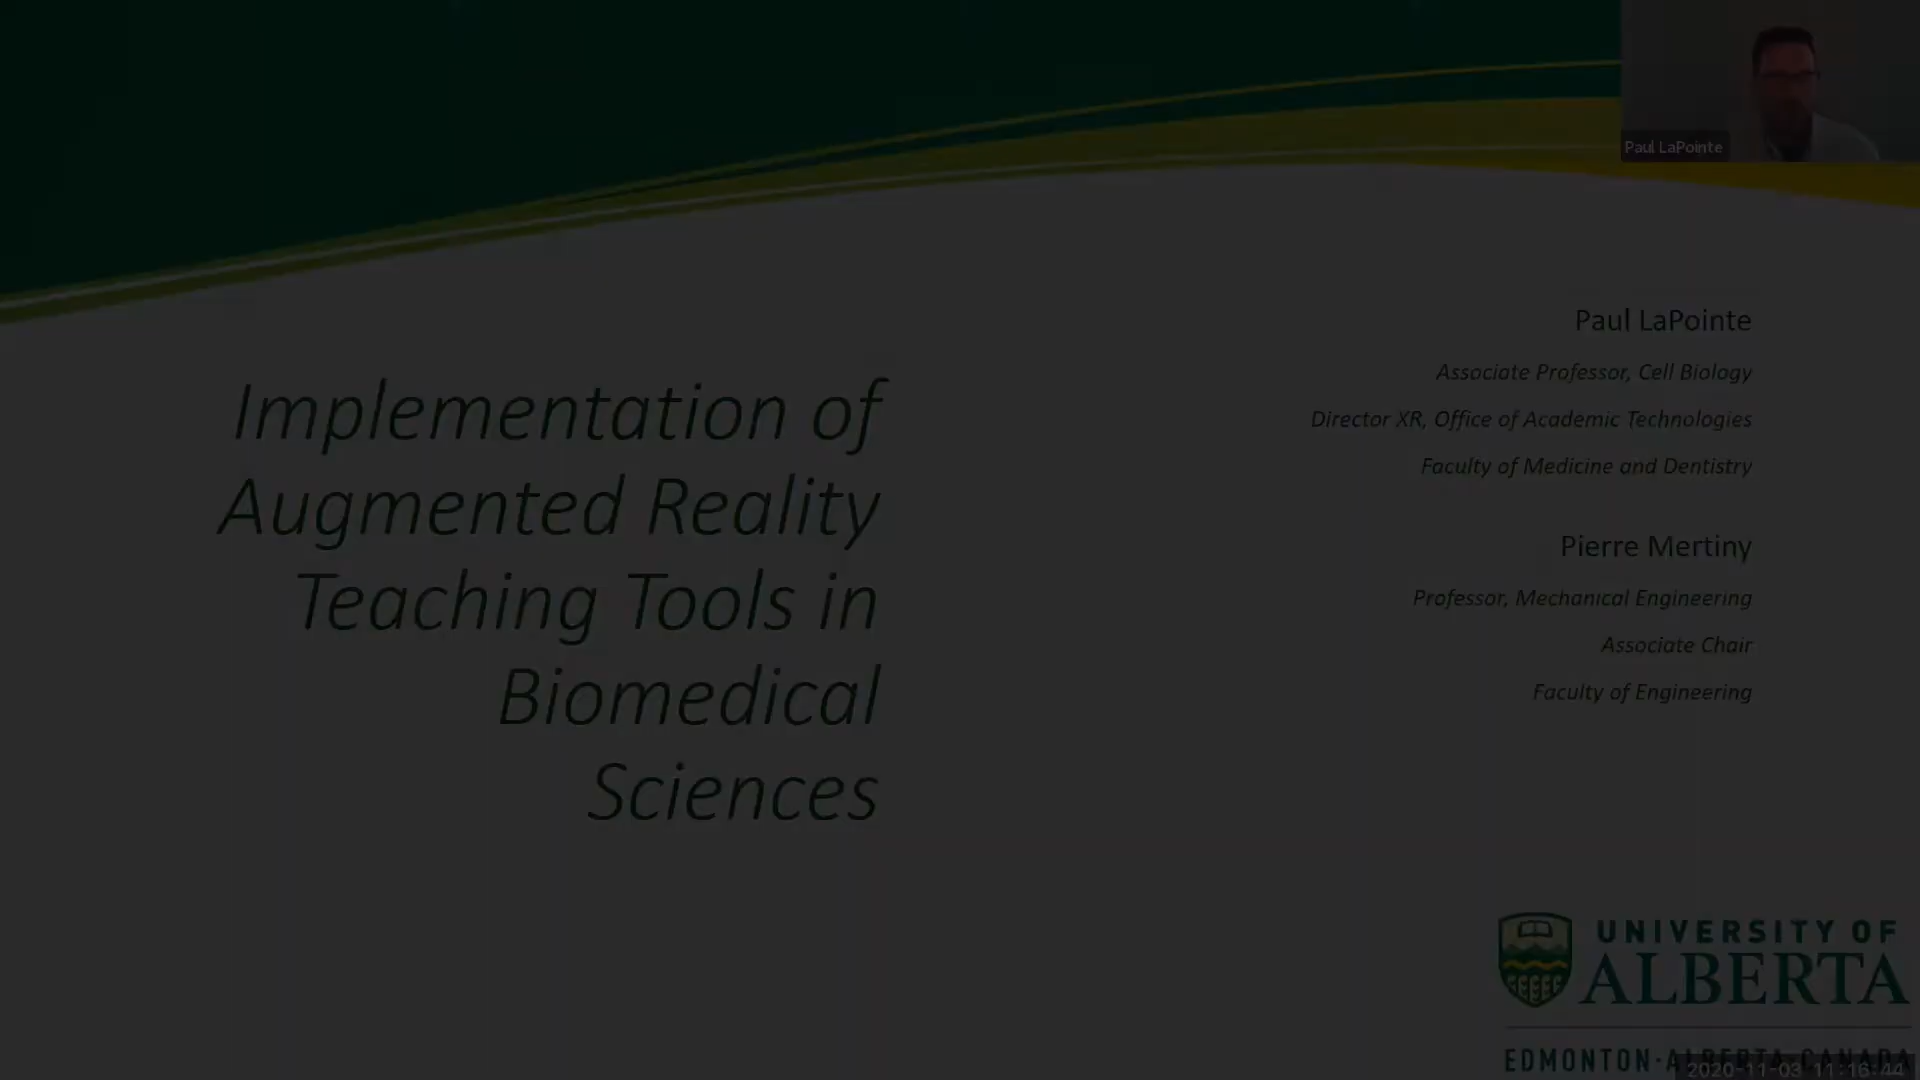 Paul LaPointe
Implementation of
Augmented Reality
Teaching Tools in
Biomedical
Sciences
Paul LaPointe
Associate Professor, Cell Biology
Director XR, Office of Academic Technologies
Faculty of Medicine and Dentistry
Pierre Mertiny
Professor, Mechanical Engineering
Associate Chair
Faculty of Engineering
UNIVERSITY OF
ALBERTA
EDMONTON·ALBERTA·CANADA
2020-11-03 11:16:44